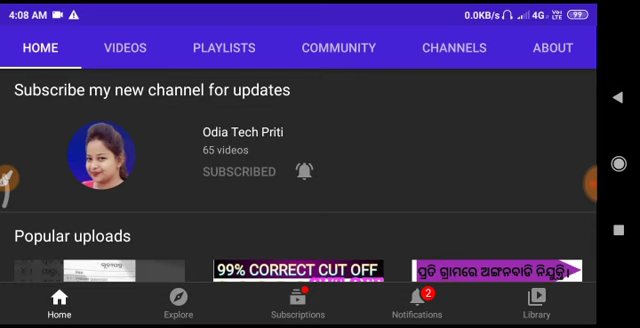 4:08 AM 0.0KB/s 4G 99
HOME VIDEOS PLAYLISTS COMMUNITY CHANNELS ABOUT
Subscribe my new channel for updates
Odia Tech Priti
65 videos
SUBSCRIBED
Popular uploads
99% CORRECT CUT OFF
ପ୍ରତି ଗ୍ରାମରେ ଅଙ୍ଗନବାଡି ନିଯୁକ୍ତି।
2
Home Explore Subscriptions Notifications Library